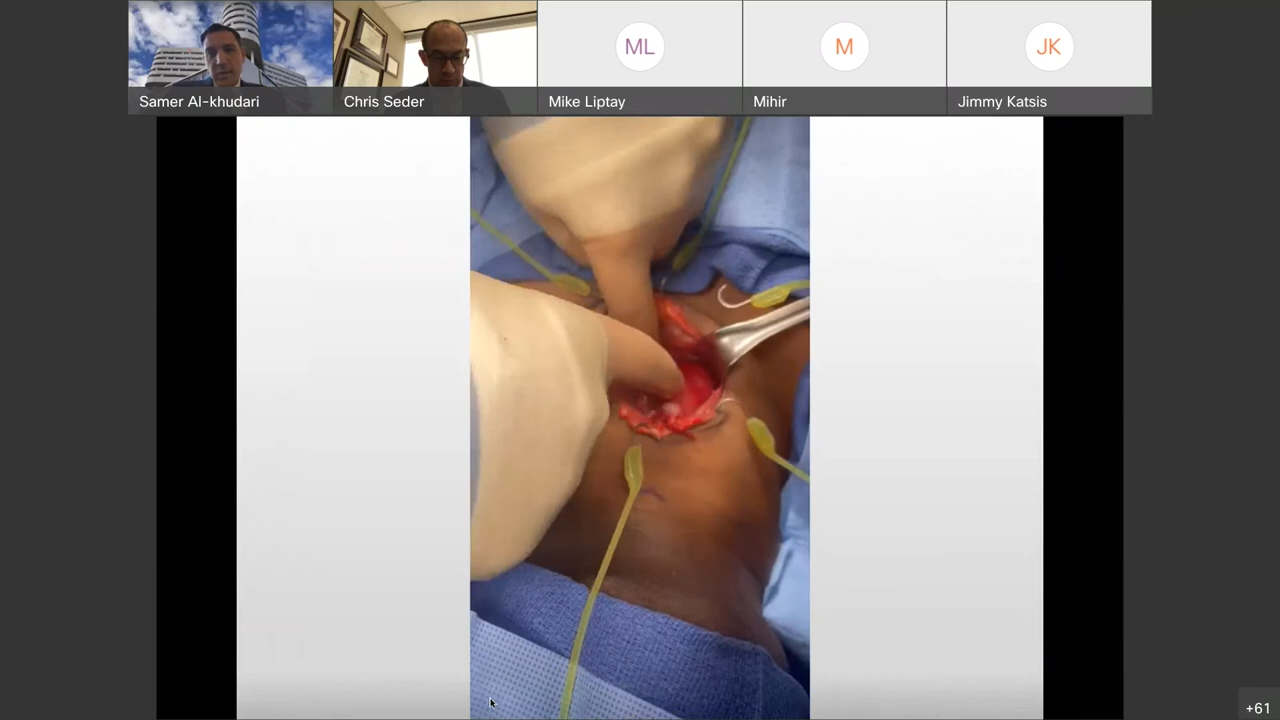 ML
M
JK
Samer Al-khudari
Chris Seder
Mike Liptay
Mihir
Jimmy Katsis
+61